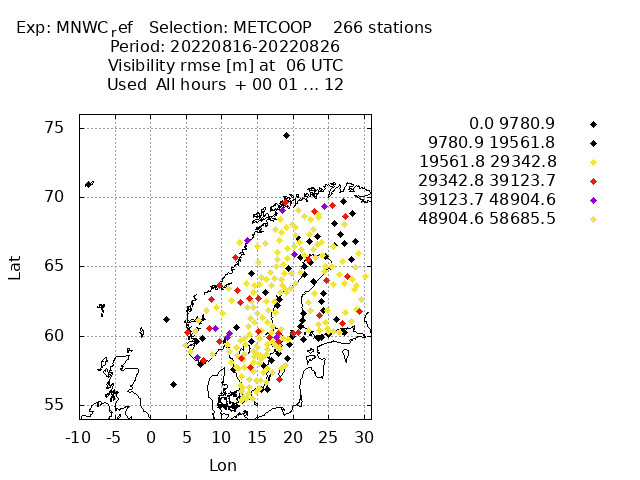 Exp: MNWCref Selection: METCOOP 266 stations
Period: 20220816-20220826
Visibility rmse [m] at 06 UTC
Used All hours + 00 01 ... 12
0.0 9780.9
9780.9 19561.8
19561.8 29342.8
29342.8 39123.7
39123.7 48904.6
48904.6 58685.5
75
70
65
60
55
Lat
-10 -5 0 5 10 15 20 25 30
Lon